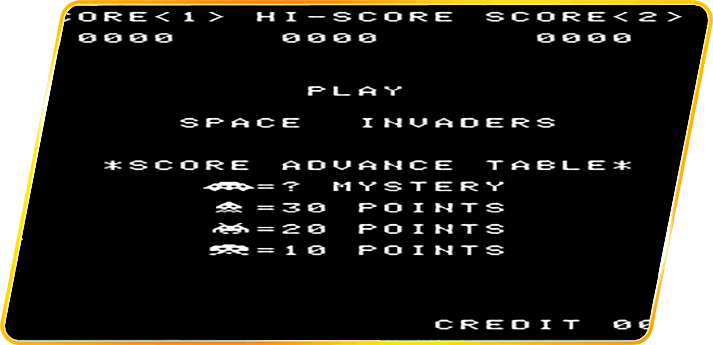 CORE<1> HI-SCORE SCORE<2>
0000 0000 0000
PLAY
SPACE INVADERS
*SCORE ADVANCE TABLE*
=? MYSTERY
=30 POINTS
=20 POINTS
=10 POINTS
CREDIT 00